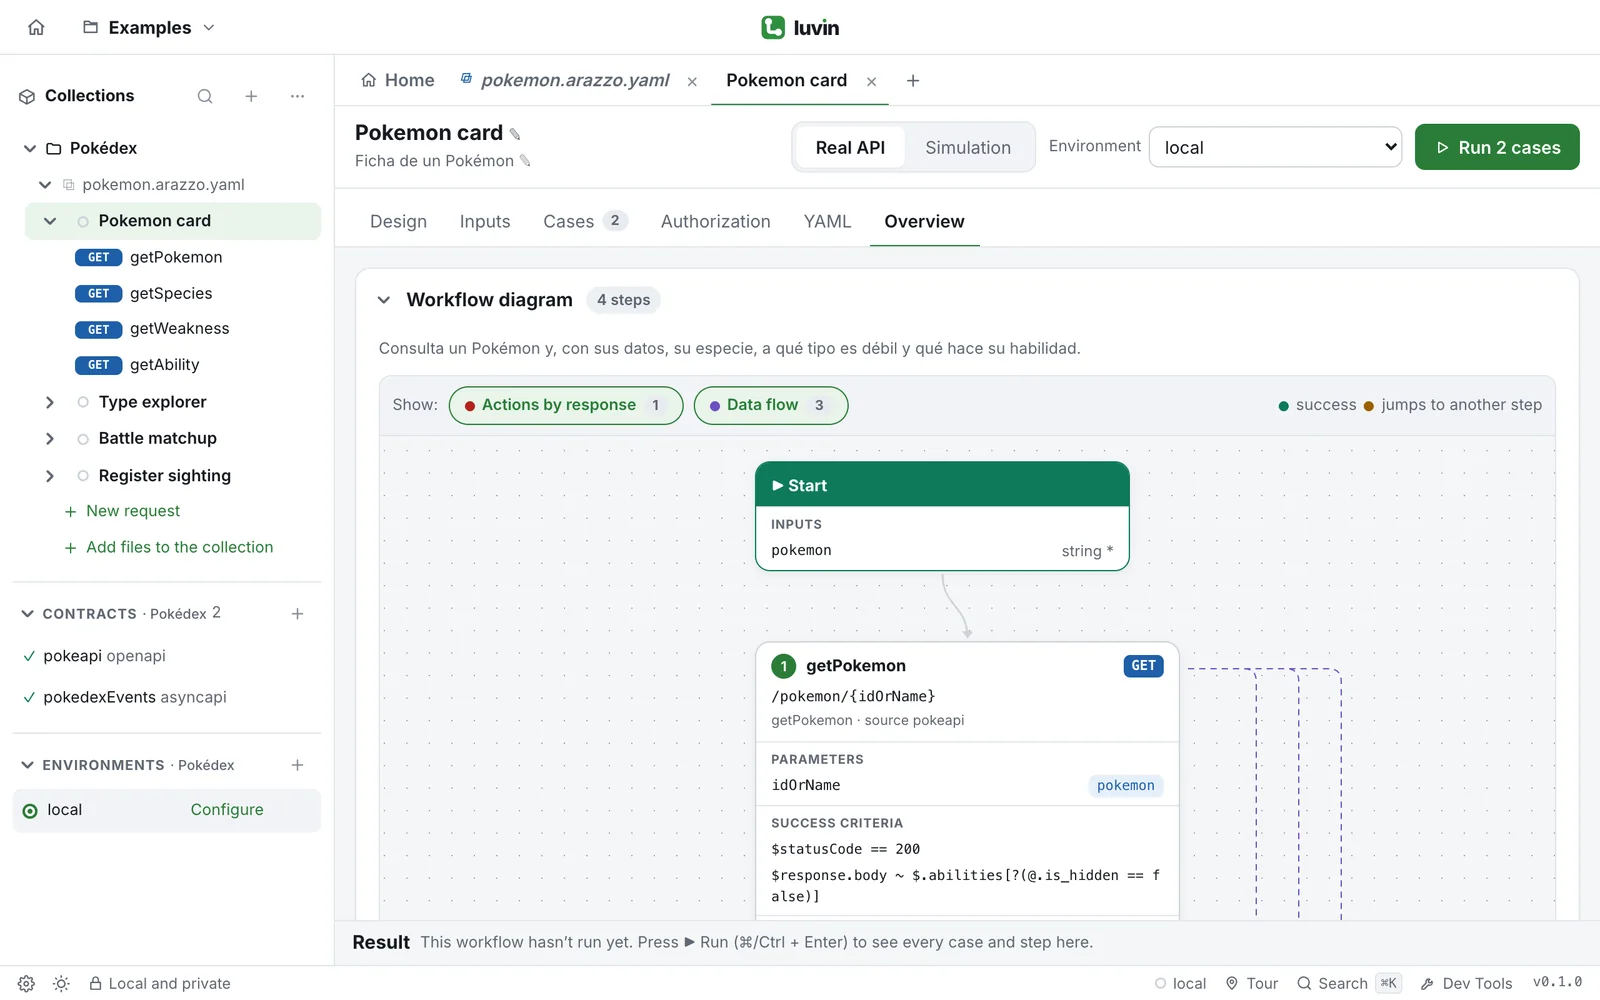 Examples
luvin
Collections
Home
pokemon.arazzo.yaml
Pokemon card
Pokédex
pokemon.arazzo.yaml
Pokemon card
GET getPokemon
GET getSpecies
GET getWeakness
GET getAbility
Type explorer
Battle matchup
Register sighting
+ New request
+ Add files to the collection
CONTRACTS · Pokédex 2
pokeapi openapi
pokedexEvents asyncapi
ENVIRONMENTS · Pokédex
local Configure
Pokemon card
Ficha de un Pokémon
Real API Simulation
Environment local
Run 2 cases
Design Inputs Cases 2 Authorization YAML Overview
Workflow diagram 4 steps
Consulta un Pokémon y, con sus datos, su especie, a qué tipo es débil y qué hace su habilidad.
Show: Actions by response 1 Data flow 3
success jumps to another step
Start
INPUTS
pokemon string *
1 getPokemon GET
/pokemon/{idOrName}
getPokemon · source pokeapi
PARAMETERS
idOrName pokemon
SUCCESS CRITERIA
$statusCode == 200
$response.body ~ $.abilities[?(@.is_hidden == f
alse)]
Result This workflow hasn’t run yet. Press ▶ Run (⌘/Ctrl + Enter) to see every case and step here.
Local and private
local Tour Search ⌘K Dev Tools v0.1.0